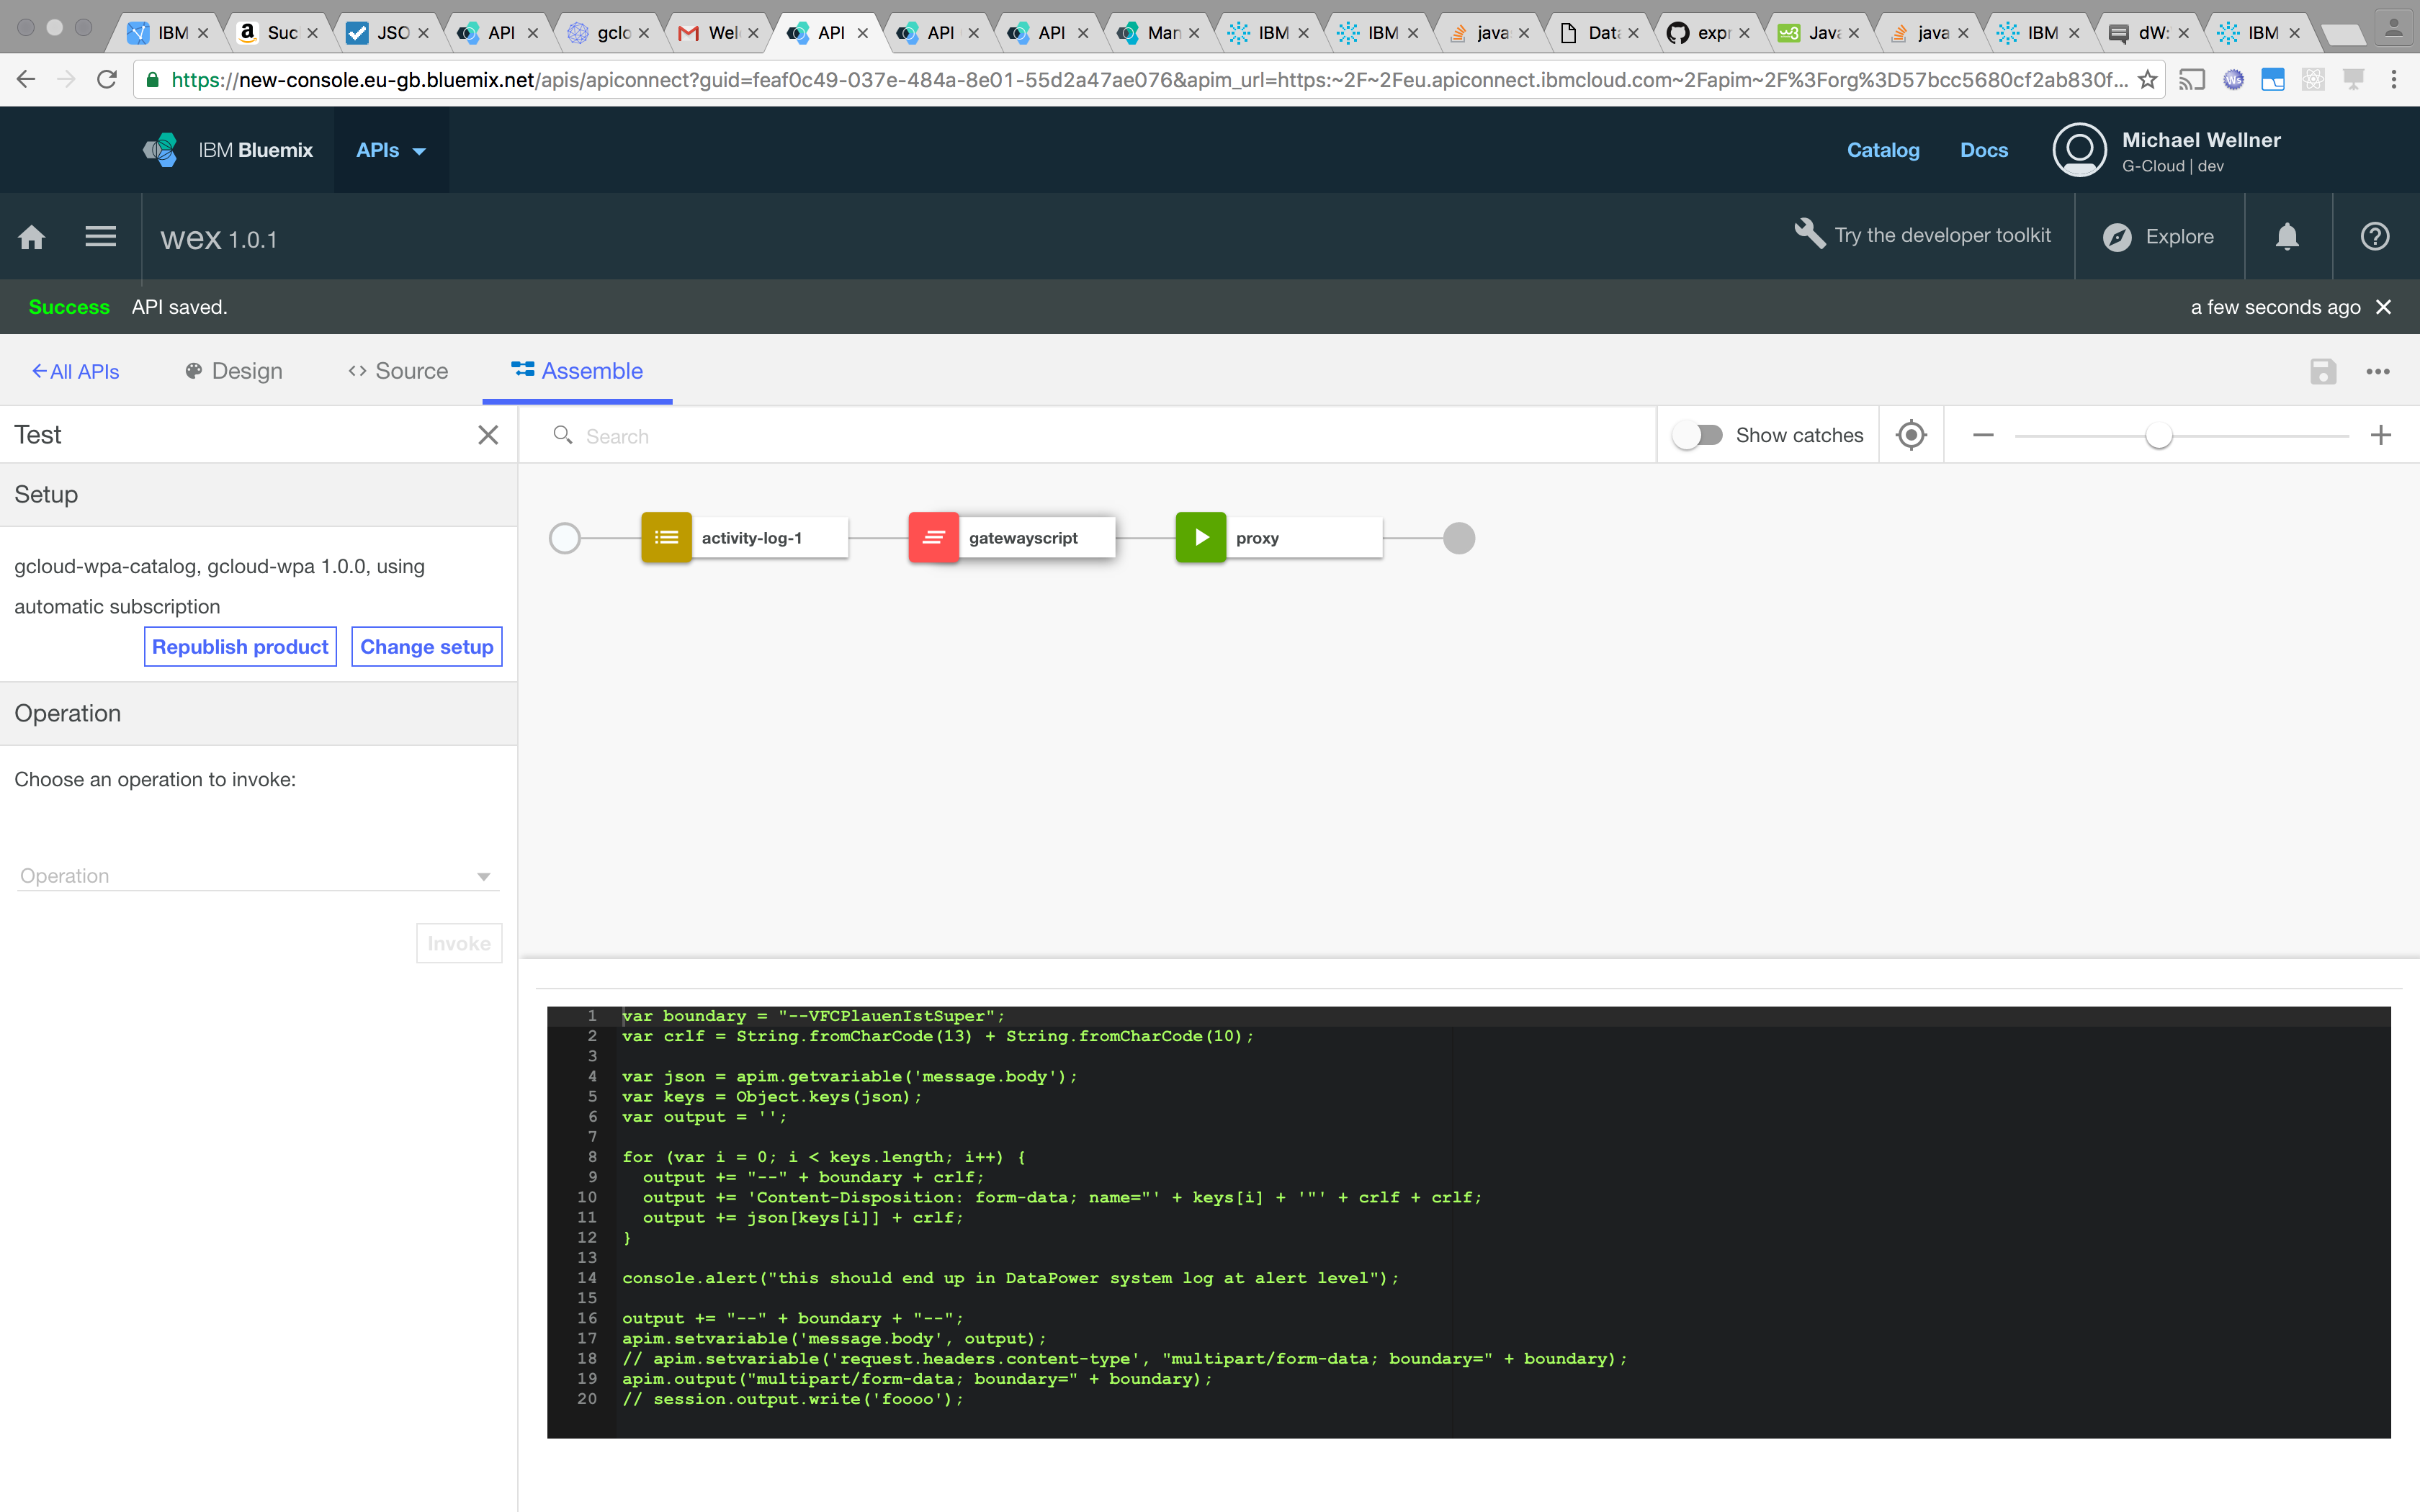 IBM Suc JSO API gclo Wel API API API Man IBM IBM java Data expr Java java IBM dW: IBM
https://new-console.eu-gb.bluemix.net/apis/apiconnect?guid=feaf0c49-037e-484a-8e01-55d2a47ae076&apim_url=https:~2F~2Feu.apiconnect.ibmcloud.com~2Fapim~2F%3Forg%3D57bcc5680cf2ab830f...
IBM Bluemix APIs Catalog Docs Michael Wellner
G-Cloud | dev
wex 1.0.1 Try the developer toolkit Explore
Success API saved. a few seconds ago
All APIs Design Source Assemble
Test Search Show catches
Setup
activity-log-1 gatewayscript proxy
gcloud-wpa-catalog, gcloud-wpa 1.0.0, using
automatic subscription
Republish product Change setup
Operation
Choose an operation to invoke:
Operation
Invoke
1 var boundary = "--VFCPlauenIstSuper";
2 var crlf = String.fromCharCode(13) + String.fromCharCode(10);
3
4 var json = apim.getvariable('message.body');
5 var keys = Object.keys(json);
6 var output = '';
7
8 for (var i = 0; i < keys.length; i++) {
9 output += "--" + boundary + crlf;
10 output += 'Content-Disposition: form-data; name="' + keys[i] + '"' + crlf + crlf;
11 output += json[keys[i]] + crlf;
12 }
13
14 console.alert("this should end up in DataPower system log at alert level");
15
16 output += "--" + boundary + "--";
17 apim.setvariable('message.body', output);
18 // apim.setvariable('request.headers.content-type', "multipart/form-data; boundary=" + boundary);
19 apim.output("multipart/form-data; boundary=" + boundary);
20 // session.output.write('foooo');